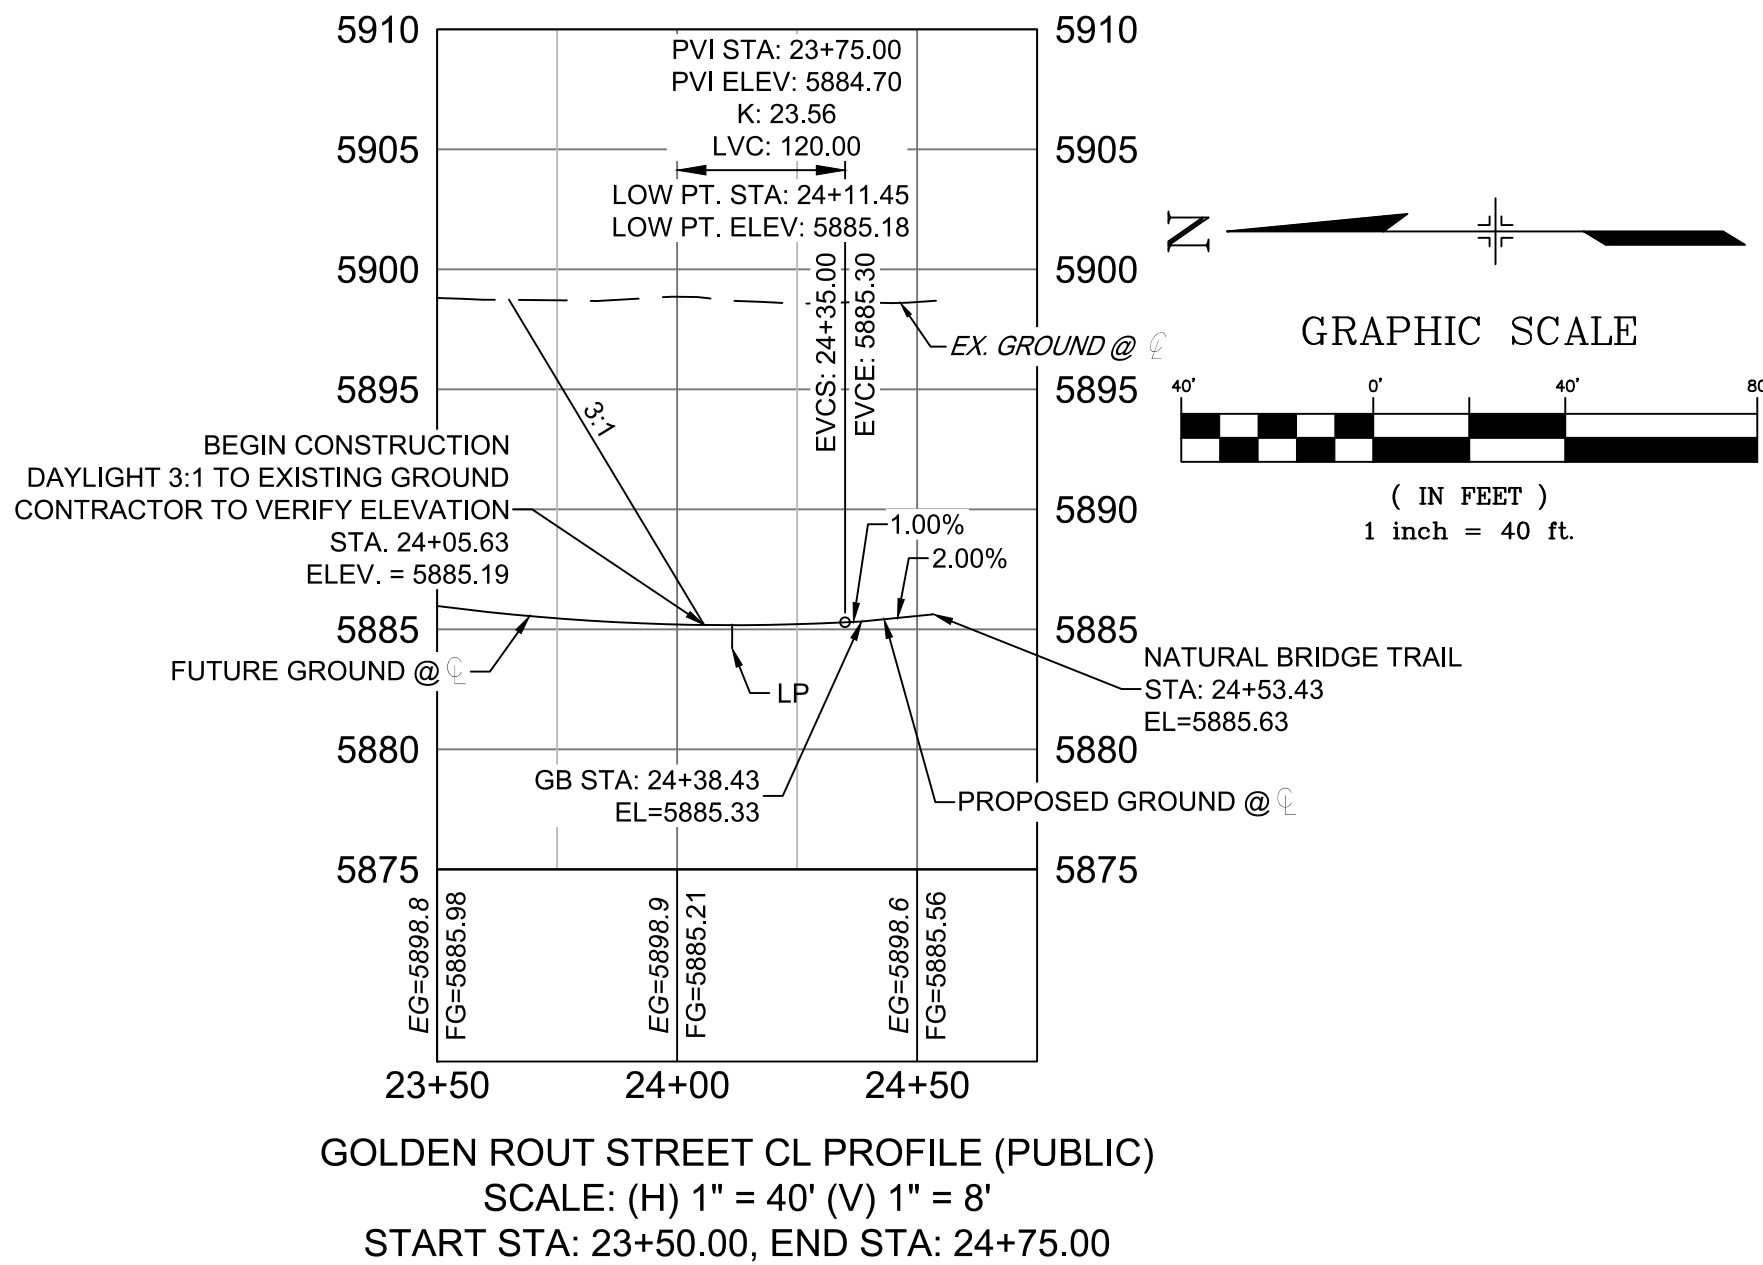 5910
5905
5900
5895
5890
5885
5880
5875
5910
5905
5900
5895
5890
5885
5880
5875
PVI STA: 23+75.00
PVI ELEV: 5884.70
K: 23.56
LVC: 120.00
LOW PT. STA: 24+11.45
LOW PT. ELEV: 5885.18
EVCS: 24+35.00
EVCE: 5885.30
EX. GROUND @ ℄
3:1
BEGIN CONSTRUCTION
DAYLIGHT 3:1 TO EXISTING GROUND
CONTRACTOR TO VERIFY ELEVATION
STA. 24+05.63
ELEV. = 5885.19
1.00%
2.00%
FUTURE GROUND @ ℄
LP
NATURAL BRIDGE TRAIL
STA: 24+53.43
EL=5885.63
GB STA: 24+38.43
EL=5885.33
PROPOSED GROUND @ ℄
EG=5898.8
FG=5885.98
EG=5898.9
FG=5885.21
EG=5898.6
FG=5885.56
23+50
24+00
24+50
GOLDEN ROUT STREET CL PROFILE (PUBLIC)
SCALE: (H) 1" = 40' (V) 1" = 8'
START STA: 23+50.00, END STA: 24+75.00
N
GRAPHIC SCALE
40' 0' 40' 80
( IN FEET )
1 inch = 40 ft.